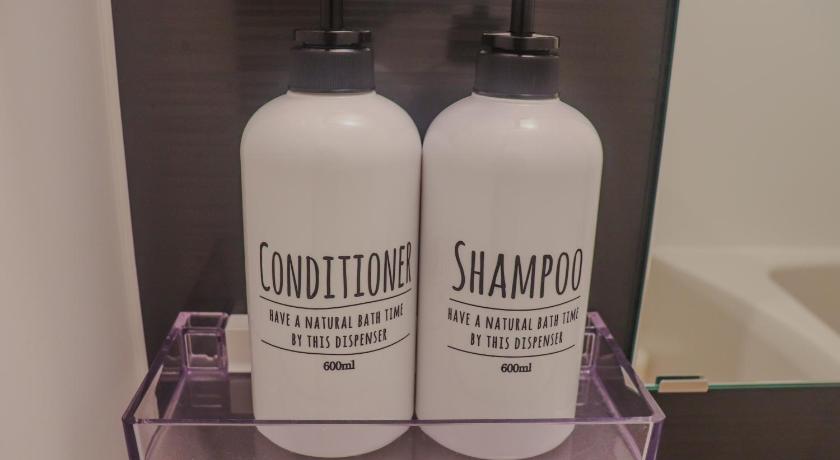 CONDITIONER
HAVE A NATURAL BATH TIME
BY THIS DISPENSER
600ml
SHAMPOO
HAVE A NATURAL BATH TIME
BY THIS DISPENSER
600ml